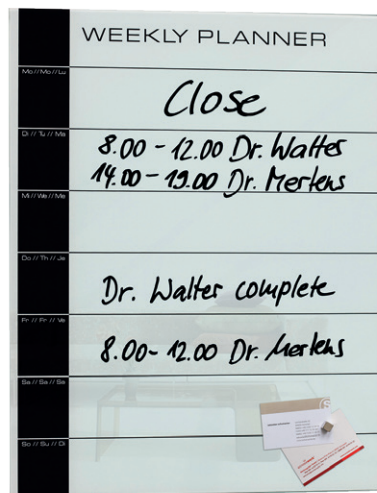 WEEKLY PLANNER
Mo // Mo // Lu
Close
Di // Tu // Ma
8.00 - 12.00 Dr. Walter
14.00 - 19.00 Dr. Mertens
Mi // We // Me
Do // Th // Je
Dr. Walter complete
Fr // Fr // Ve
8.00 - 12.00 Dr. Mertens
Sa // Sa // Sa
So // Su // Di